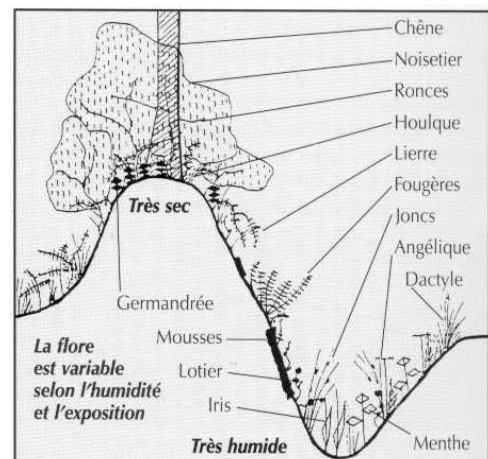 Chêne
Noisetier
Ronces
Houlque
Lierre
Fougères
Joncs
Angélique
Dactyle
Très sec
Germandrée
Mousses
Lotier
Iris
La flore
est variable
selon l'humidité
et l'exposition
Très humide
Menthe